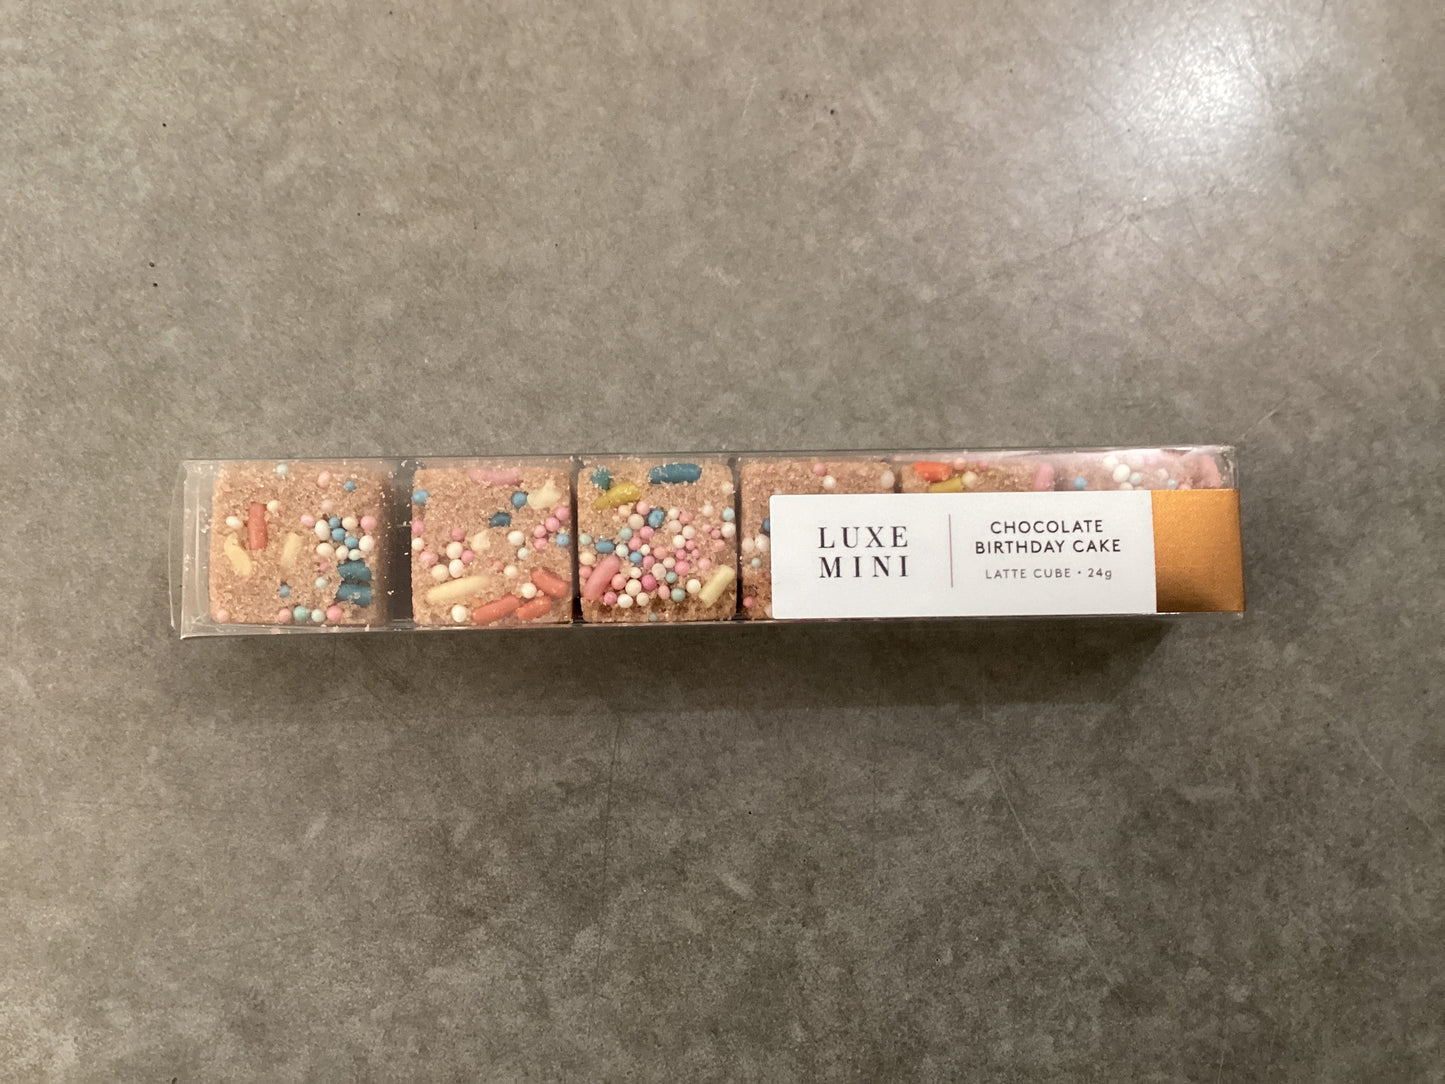 LUXE
MINI
CHOCOLATE
BIRTHDAY CAKE
LATTE CUBE • 24g